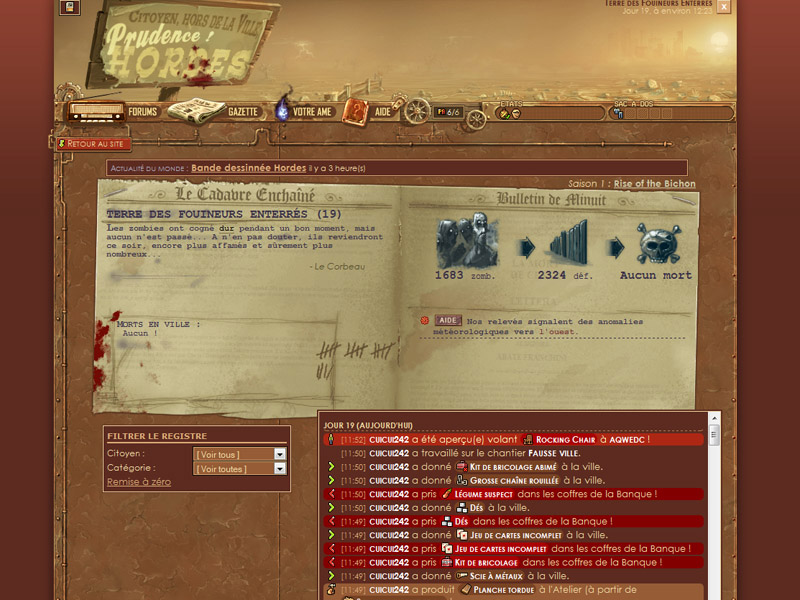 Terre des Fouineurs Enterrés
Jour 19, à environ 12:23
x
Citoyen, hors de la Ville
Prudence !
HORDES
FORUMS
GAZETTE
VOTRE AME
AIDE
6/6
ETATS
SAC A DOS
Retour au site
Actualité du monde : Bande dessinnée Hordes il y a 3 heure(s)
Saison 1 : Rise of the Bichon
Le Cadavre Enchaîné
TERRE DES FOUINEURS ENTERRÉS (19)
Les zombies ont cogné dur pendant un bon moment, mais
aucun n'est passé... A n'en pas douter, ils reviendront
ce soir, encore plus affamés et sûrement plus
nombreux...
- Le Corbeau
Morts en ville :
Aucun !
Bulletin de Minuit
1683 zomb.
2324 déf.
Aucun mort
AIDE Nos relevés signalent des anomalies
météorologiques vers l'ouest.
FILTRER LE REGISTRE
Citoyen :
[ Voir tous ]
Catégorie :
[ Voir toutes ]
Remise à zéro
JOUR 19 (AUJOURD'HUI)
[11:52] CUICUI242 a été aperçu(e) volant Rocking Chair à AQWEDC !
[11:50] CUICUI242 a travaillé sur le chantier Fausse ville.
[11:50] CUICUI242 a donné Kit de bricolage abimé à la ville.
[11:50] CUICUI242 a donné Grosse chaîne rouillée à la ville.
[11:50] CUICUI242 a pris Légume suspect dans les coffres de la Banque !
[11:50] CUICUI242 a donné Dés à la ville.
[11:49] CUICUI242 a pris Dés dans les coffres de la Banque !
[11:49] CUICUI242 a donné Jeu de cartes incomplet à la ville.
[11:49] CUICUI242 a pris Jeu de cartes incomplet dans les coffres de la Banque !
[11:49] CUICUI242 a pris Kit de bricolage dans les coffres de la Banque !
[11:49] CUICUI242 a donné Scie à métaux à la ville.
[11:49] CUICUI242 a produit Planche tordue à l'Atelier (à partir de